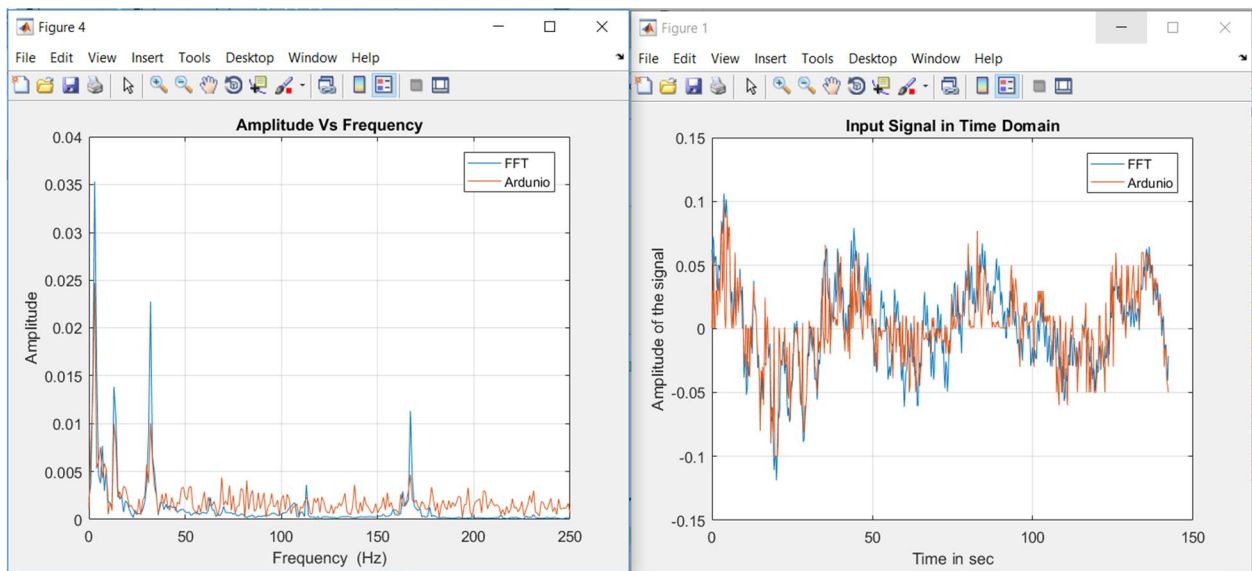 Figure 4
File Edit View Insert Tools Desktop Window Help
Amplitude Vs Frequency
0.04
0.035
0.03
0.025
0.02
0.015
0.01
0.005
0
Amplitude
FFT
Ardunio
0 50 100 150 200 250
Frequency (Hz)
Figure 1
File Edit View Insert Tools Desktop Window Help
Input Signal in Time Domain
0.15
0.1
0.05
0
-0.05
-0.1
-0.15
Amplitude of the signal
FFT
Ardunio
0 50 100 150
Time in sec